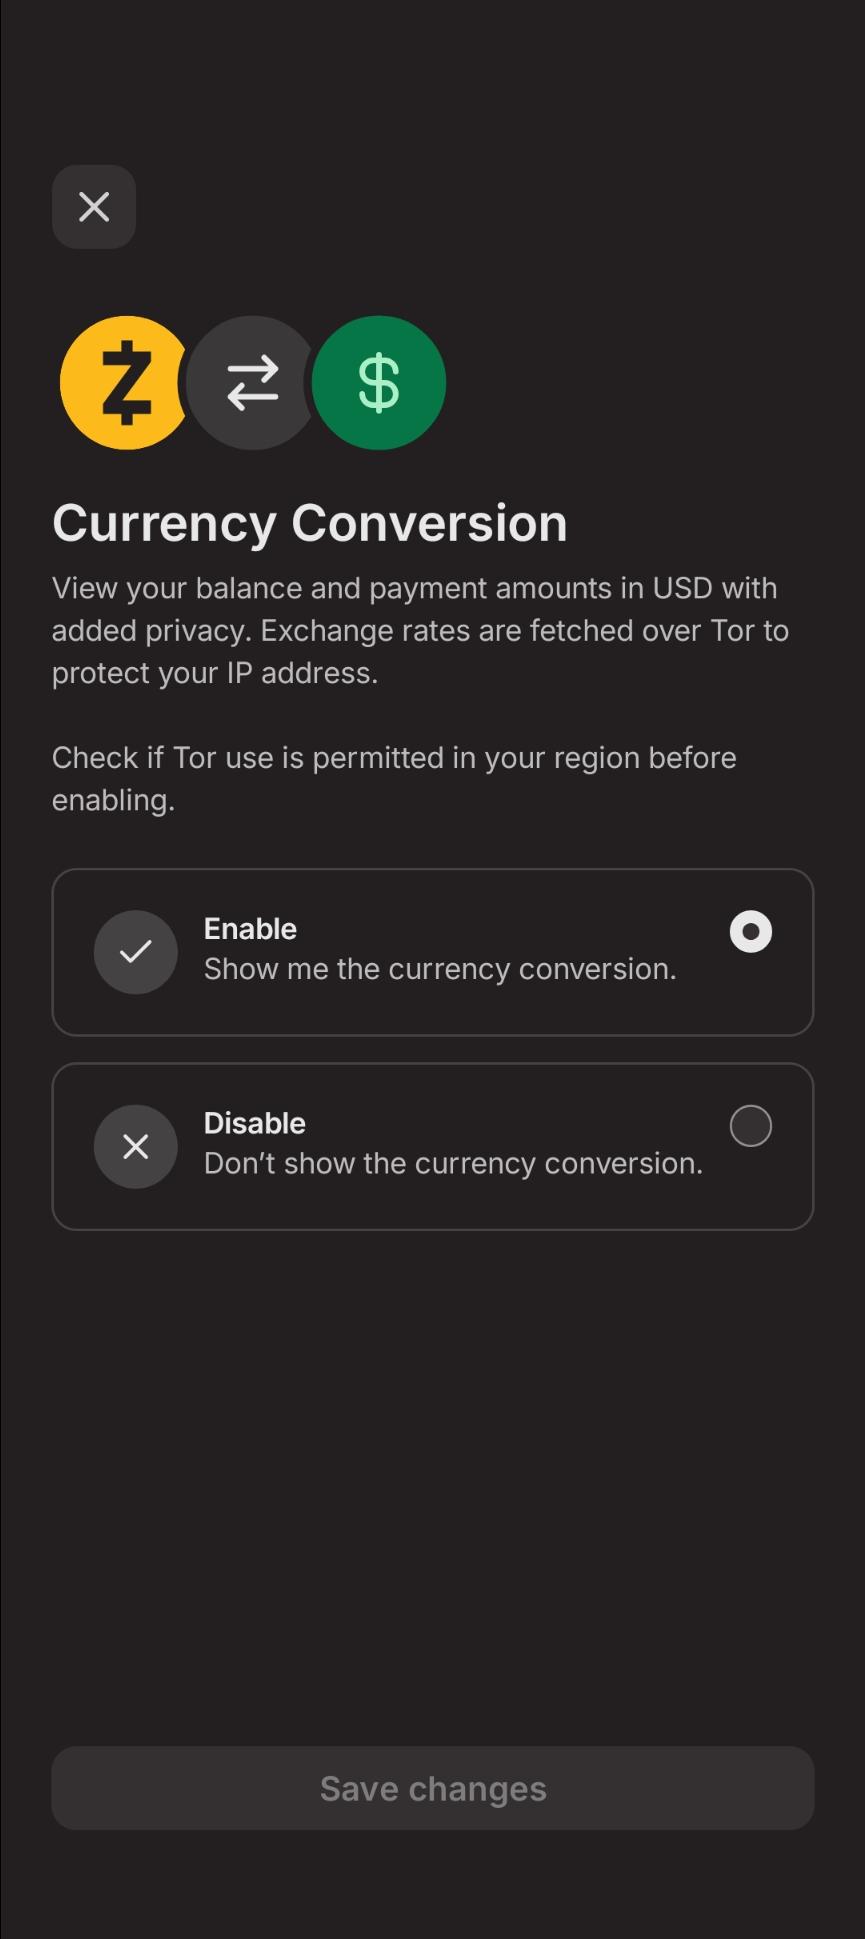 Currency Conversion
View your balance and payment amounts in USD with
added privacy. Exchange rates are fetched over Tor to
protect your IP address.
Check if Tor use is permitted in your region before
enabling.
Enable
Show me the currency conversion.
Disable
Don’t show the currency conversion.
Save changes